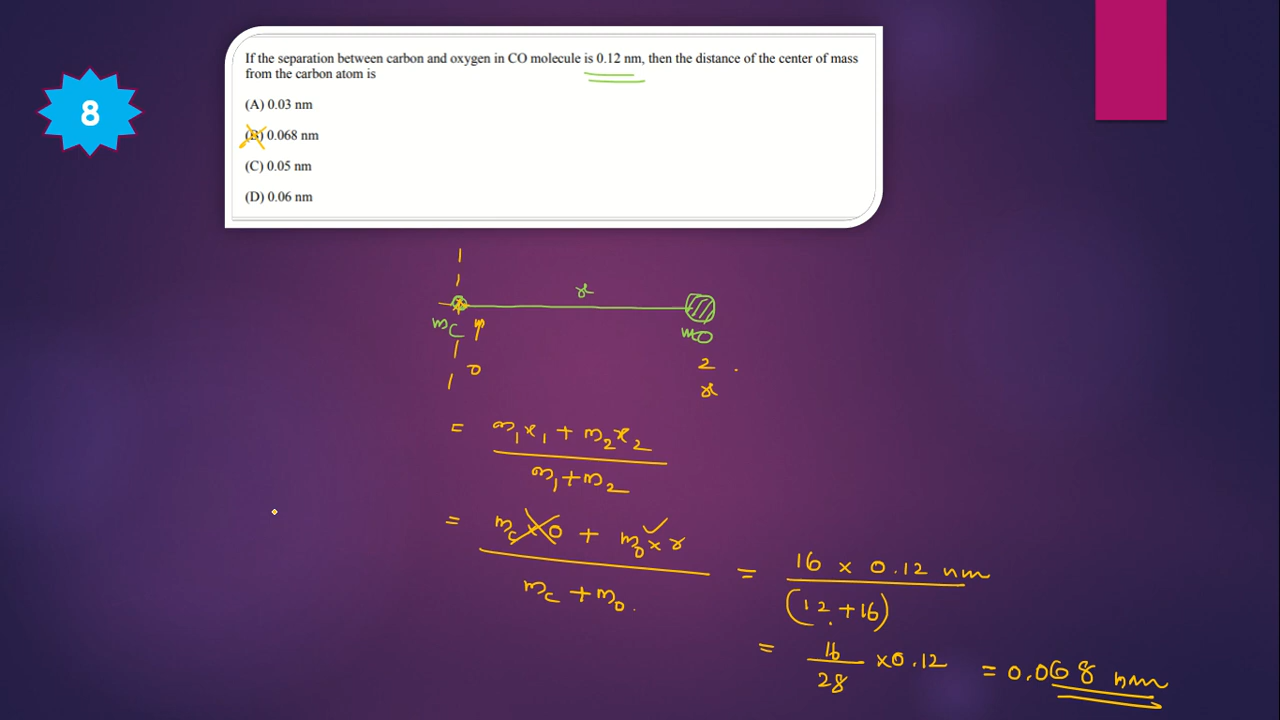 8
If the separation between carbon and oxygen in CO molecule is 0.12 nm, then the distance of the center of mass
from the carbon atom is
(A) 0.03 nm
(B) 0.068 nm
(C) 0.05 nm
(D) 0.06 nm
r
mC
mO
1
2
0
r
= m₁x₁ + m₂x₂
m₁ + m₂
= mC × 0 + mO × r
mC + mO
= 16 × 0.12 nm
(12 + 16)
= 16
28
× 0.12 = 0.068 nm